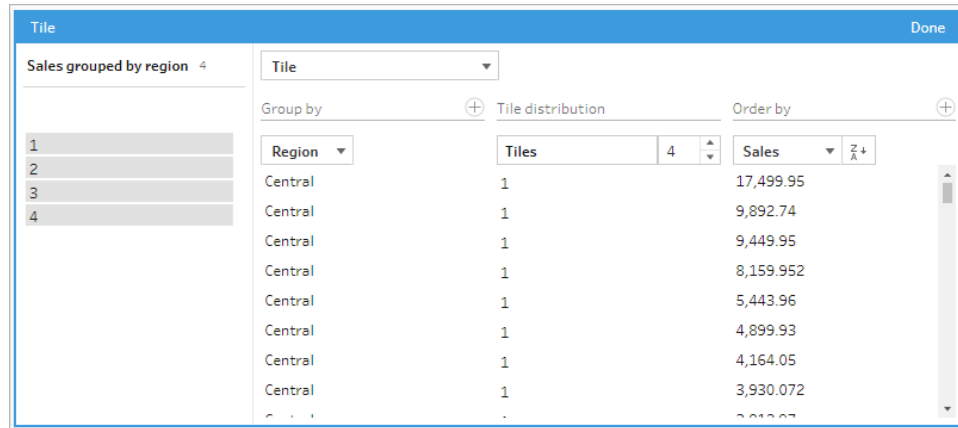 Tile Done
Sales grouped by region 4
Tile
Group by Tile distribution Order by
1
2
3
4
Region Tiles 4 Sales Z A
Central 1 17,499.95
Central 1 9,892.74
Central 1 9,449.95
Central 1 8,159.952
Central 1 5,443.96
Central 1 4,899.93
Central 1 4,164.05
Central 1 3,930.072